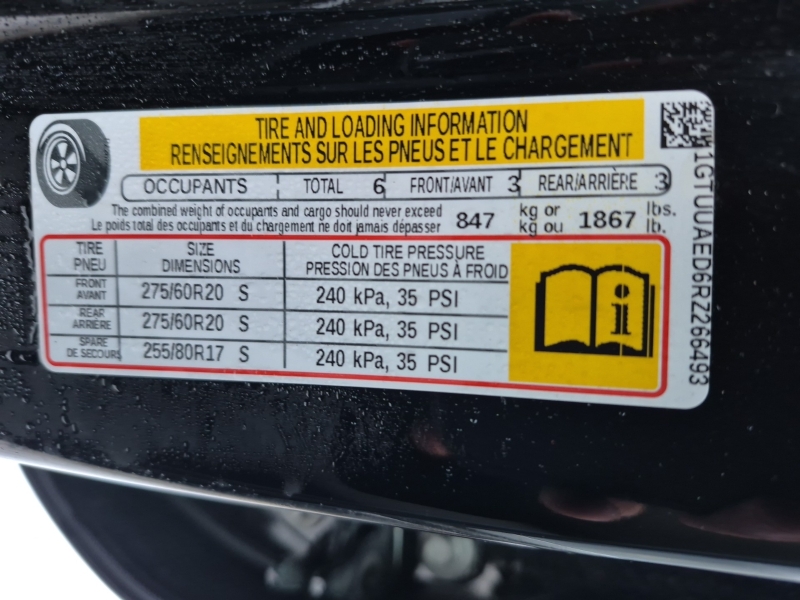 TIRE AND LOADING INFORMATION
RENSEIGNEMENTS SUR LES PNEUS ET LE CHARGEMENT
OCCUPANTS TOTAL 6 FRONT/AVANT 3 REAR/ARRIÈRE 3
The combined weight of occupants and cargo should never exceed 847 kg or 1867 lbs.
Le poids total des occupants et du chargement ne doit jamais dépasser kg ou lb.
TIRE SIZE COLD TIRE PRESSURE
PNEU DIMENSIONS PRESSION DES PNEUS À FROID
FRONT
AVANT 275/60R20 S 240 kPa, 35 PSI
REAR
ARRIÈRE 275/60R20 S 240 kPa, 35 PSI
SPARE
DE SECOURS 255/80R17 S 240 kPa, 35 PSI
i
1GTUUAED6RZ266493